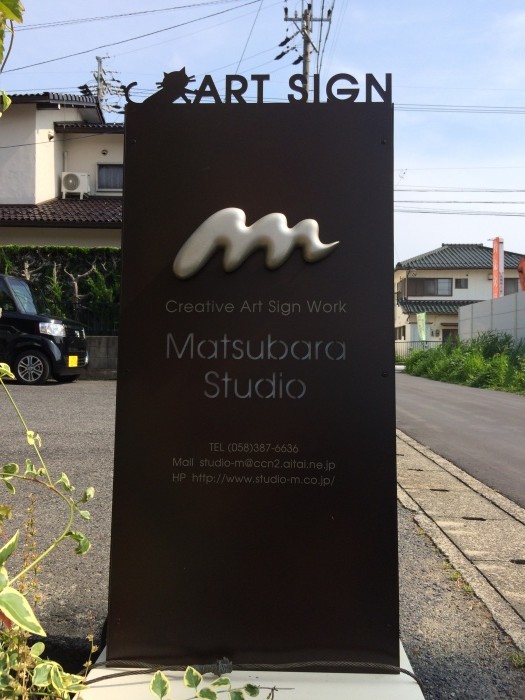 ART SIGN
Creative Art Sign Work
Matsubara
Studio
TEL (058)387-6636
Mail studio-m@ccn2.aitai.ne.jp
HP http://www.studio-m.co.jp/